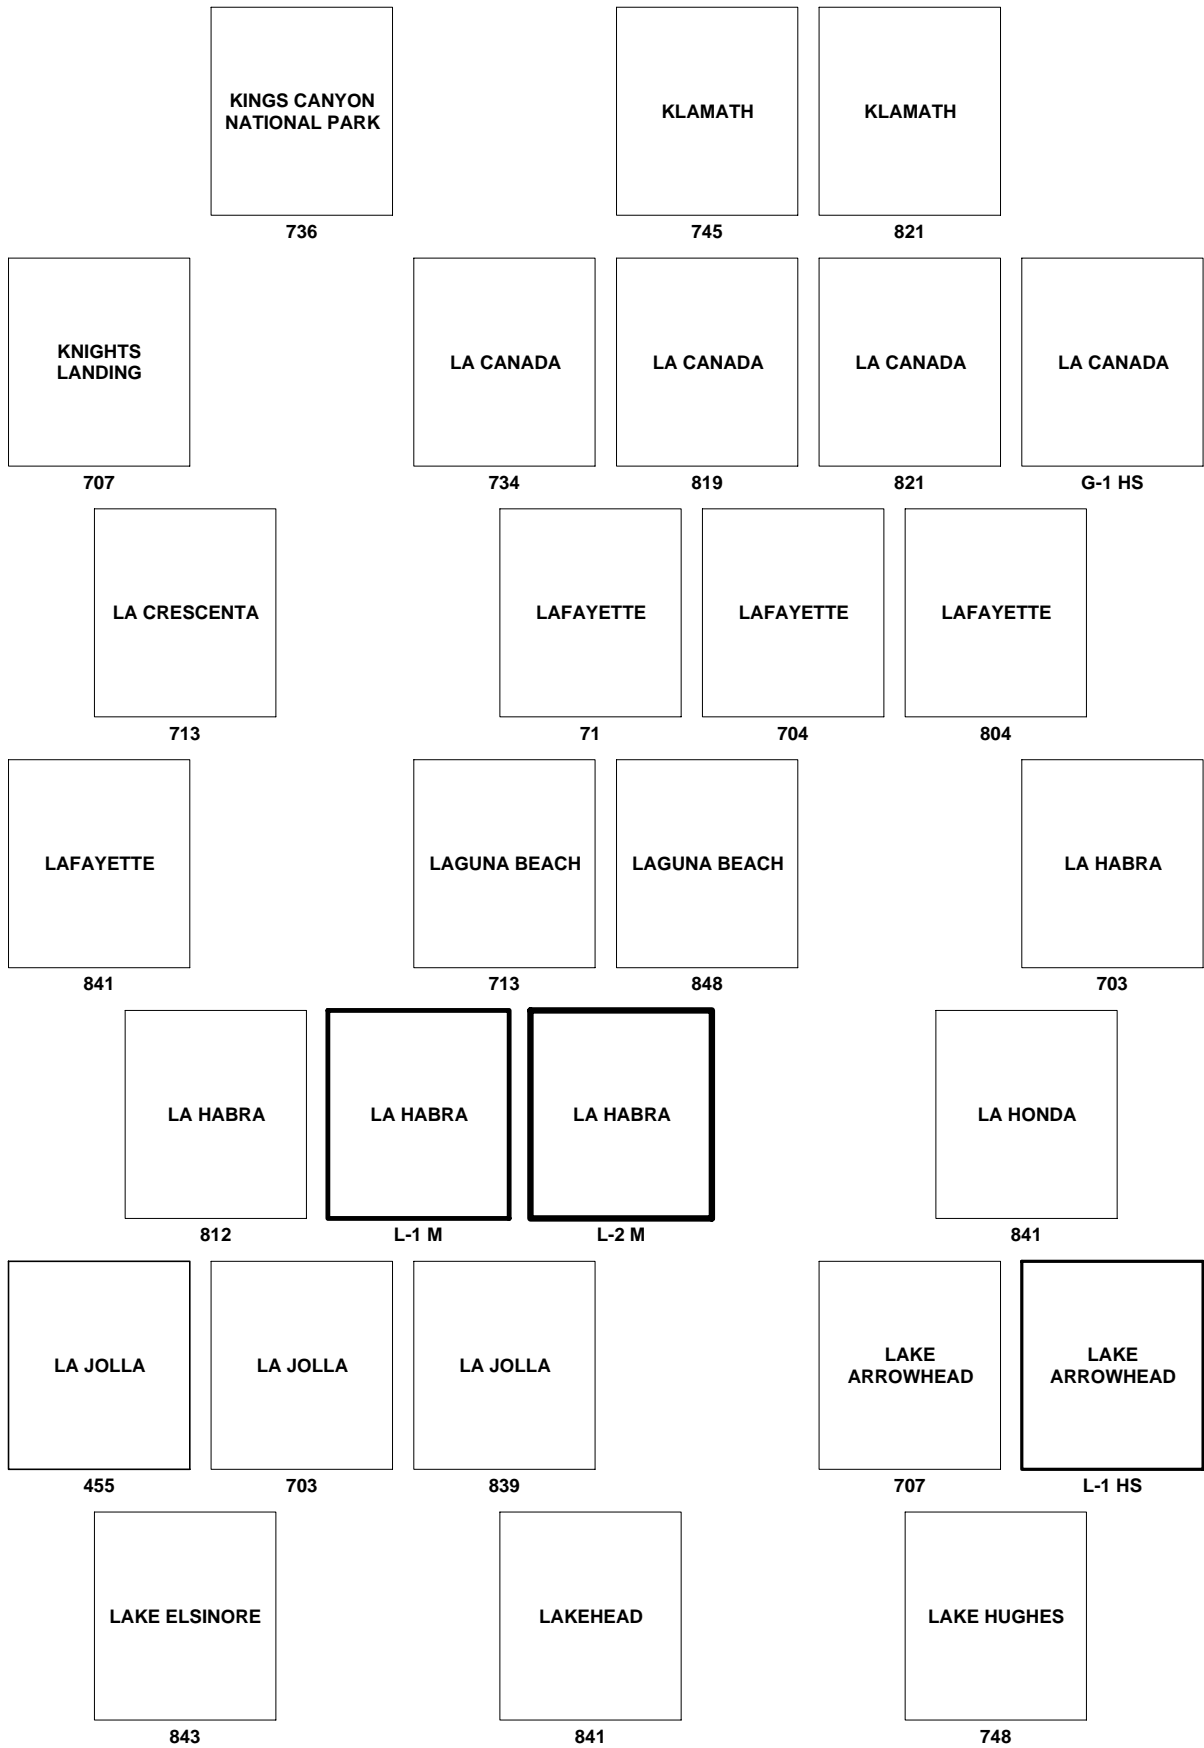 KINGS CANYON
NATIONAL PARK
KLAMATH
KLAMATH
736
745
821
KNIGHTS
LANDING
LA CANADA
LA CANADA
LA CANADA
LA CANADA
707
734
819
821
G-1 HS
LA CRESCENTA
LAFAYETTE
LAFAYETTE
LAFAYETTE
713
71
704
804
LAFAYETTE
LAGUNA BEACH
LAGUNA BEACH
LA HABRA
841
713
848
703
LA HABRA
LA HABRA
LA HABRA
LA HONDA
812
L-1 M
L-2 M
841
LA JOLLA
LA JOLLA
LA JOLLA
LAKE
ARROWHEAD
LAKE
ARROWHEAD
455
703
839
707
L-1 HS
LAKE ELSINORE
LAKEHEAD
LAKE HUGHES
843
841
748